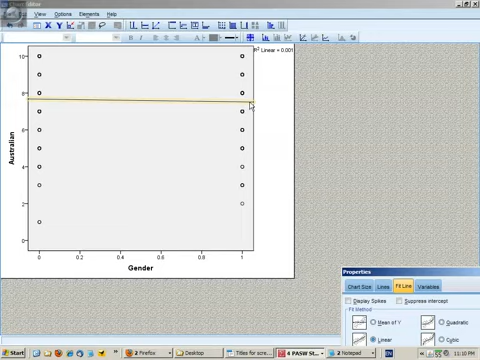 View Options Elements Help
R² Linear = 0.001
10
8
6
4
2
0
Australian
0 0.2 0.4 0.6 0.8 1
Gender
Properties
Chart Size Lines Fit Line Variables
Display Spikes Suppress intercept
Fit Method
Mean of Y Quadratic
Linear Cubic
Start 2 Firefox Desktop Titles for scre... 4 PASW St... 2 Notepad EN 11:10 PM